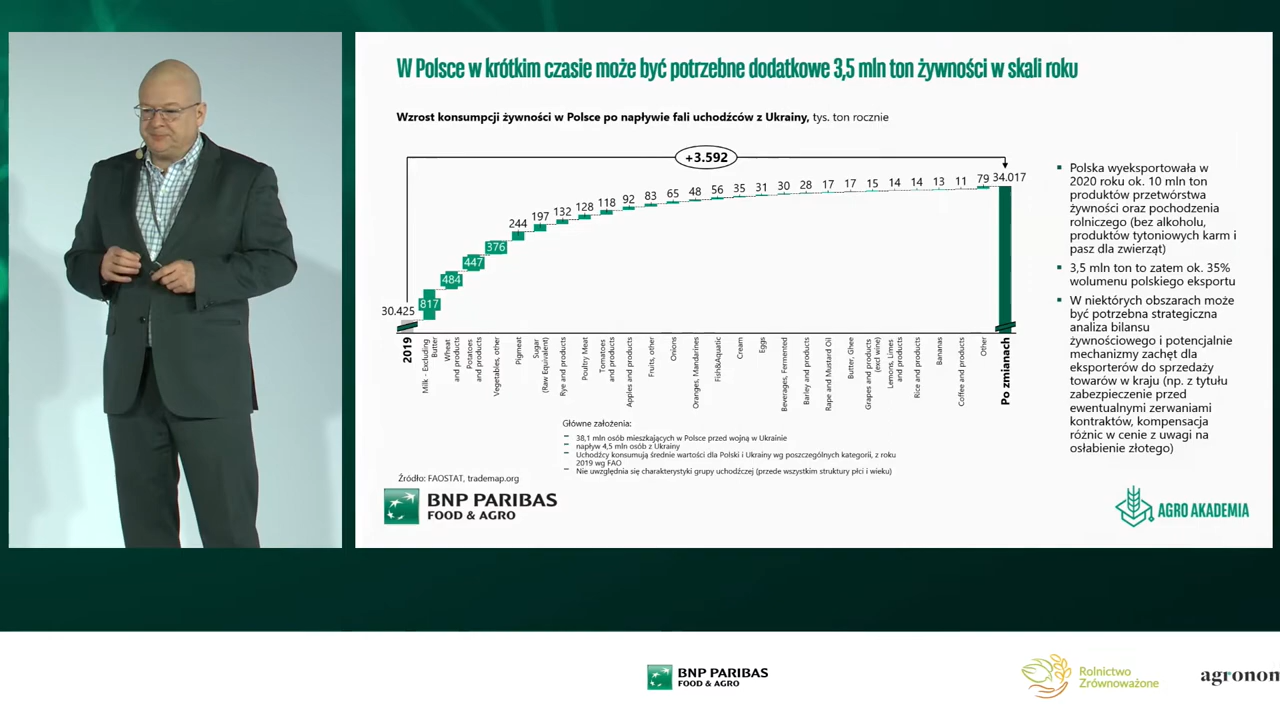 W Polsce w krótkim czasie może być potrzebne dodatkowe 3,5 mln ton żywności w skali roku
Wzrost konsumpcji żywności w Polsce po napływie fali uchodźców z Ukrainy, tys. ton rocznie
+3.592
30.425
817
484
447
376
244
197
132
128
118
92
83
65
48
56
35
31
30
28
17
17
15
14
14
13
11
79
34.017
2019
Milk - Excluding
Butter
Wheat
and products
Potatoes
and products
Vegetables, other
Pigmeat
Sugar
(Raw Equivalent)
Rye and products
Poultry Meat
Tomatoes
and products
Apples and products
Fruits, other
Onions
Oranges, Mandarines
Fish&Aquatic
Cream
Eggs
Beverages, Fermented
Barley and products
Rape and Mustard Oil
Butter, Ghee
Grapes and products
(excl wine)
Lemons, Limes
and products
Rice and products
Bananas
Coffee and products
Other
Po zmianach
Główne założenia:
– 38,1 mln osób mieszkających w Polsce przed wojną w Ukrainie
– napływ 4,5 mln osób z Ukrainy
– Uchodźcy konsumują średnie wartości dla Polski i Ukrainy wg poszczególnych kategorii, z roku
2019 wg FAO
– Nie uwzględnia się charakterystyki grupy uchodźczej (przede wszystkim struktury płci i wieku)
Źródło: FAOSTAT, trademap.org
▪ Polska wyeksportowała w
2020 roku ok. 10 mln ton
produktów przetwórstwa
żywności oraz pochodzenia
rolniczego (bez alkoholu,
produktów tytoniowych karm i
pasz dla zwierząt)
▪ 3,5 mln ton to zatem ok. 35%
wolumenu polskiego eksportu
▪ W niektórych obszarach może
być potrzebna strategiczna
analiza bilansu
żywnościowego i potencjalnie
mechanizmy zachęt dla
eksporterów do sprzedaży
towarów w kraju (np. z tytułu
zabezpieczenie przed
ewentualnymi zerwaniami
kontraktów, kompensacja
różnic w cenie z uwagi na
osłabienie złotego)
BNP PARIBAS
FOOD & AGRO
AGRO AKADEMIA
BNP PARIBAS
FOOD & AGRO
Rolnictwo
Zrównoważone
agronom